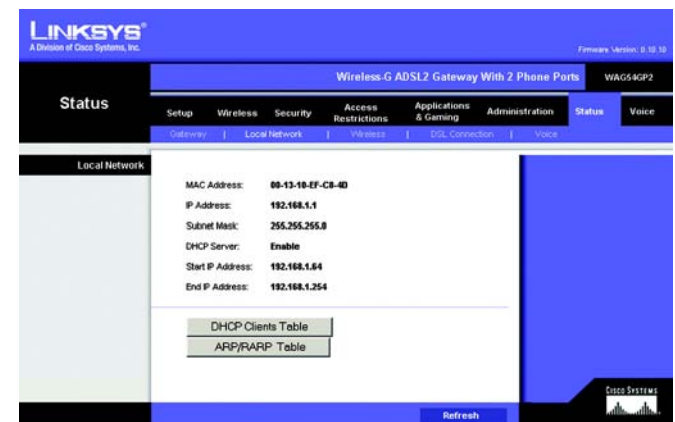 LINKSYS®
A Division of Cisco Systems, Inc.
Firmware Version: 0.10.10
Wireless-G ADSL2 Gateway With 2 Phone Ports WAG54GP2
Status
Setup Wireless Security Access Restrictions Applications & Gaming Administration Status Voice
Gateway | Local Network | Wireless | DSL Connection | Voice
Local Network
MAC Address: 00-13-10-EF-C8-4D
IP Address: 192.168.1.1
Subnet Mask: 255.255.255.0
DHCP Server: Enable
Start IP Address: 192.168.1.64
End IP Address: 192.168.1.254
DHCP Clients Table
ARP/RARP Table
CISCO SYSTEMS
Refresh